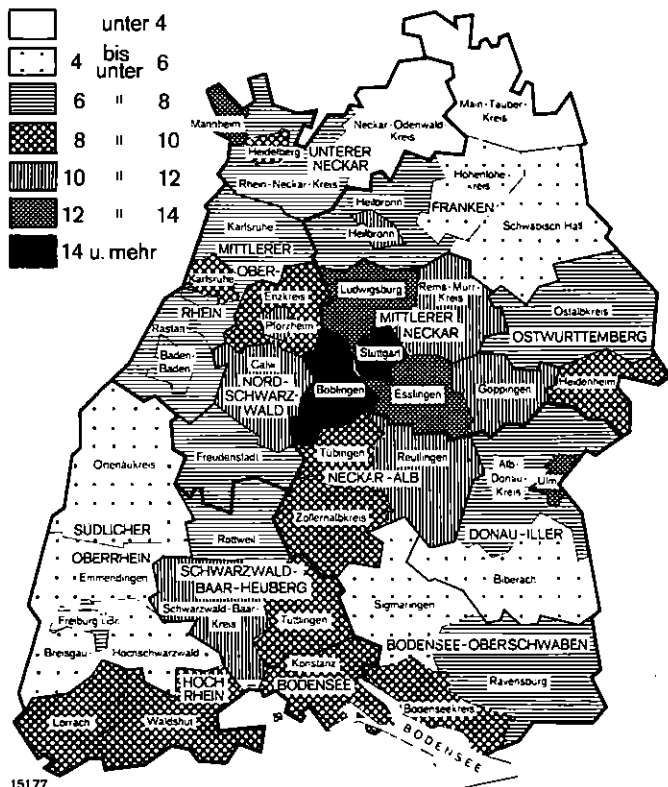 unter 4
4 bis unter 6
6 " 8
8 " 10
10 " 12
12 " 14
14 u. mehr
Main-Tauber-
Kreis
Mannheim
Neckar-Odenwald
Kreis
Heidelberg
UNTERER
NECKAR
Rhein-Neckar-Kreis
Hohenlohe-
kreis
Heilbronn
FRANKEN
Karlsruhe
Heilbronn
Schwäbisch Hall
MITTLERER
OBER-
Karlsruhe
Enzkreis
Ludwigsburg
Rems-Murr-
Kreis
RHEIN
Pforzheim
MITTLERER
NECKAR
Ostalbkreis
OSTWURTTEMBERG
Rastatt
Baden-
Baden
Calw
Stuttgart
NORD-
SCHWARZ-
WALD
Böblingen
Esslingen
Göppingen
Heidenheim
Freudenstadt
Tübingen
Reutlingen
NECKAR-ALB
Alb-
Donau-
Kreis
Ulm
Ortenaukreis
Zollernalbkreis
Rottweil
DONAU-ILLER
SÜDLICHER
OBERRHEIN
Emmendingen
SCHWARZWALD-
BAAR-HEUBERG
Biberach
Freiburg i.Br.
Schwarzwald-Baar-
Kreis
Tuttlingen
Sigmaringen
Breisgau-Hochschwarzwald
BODENSEE-OBERSCHWABEN
Konstanz
Ravensburg
HOCH
RHEIN
BODENSEE
Lörrach
Waldshut
Bodenseekreis
BODENSEE
15177